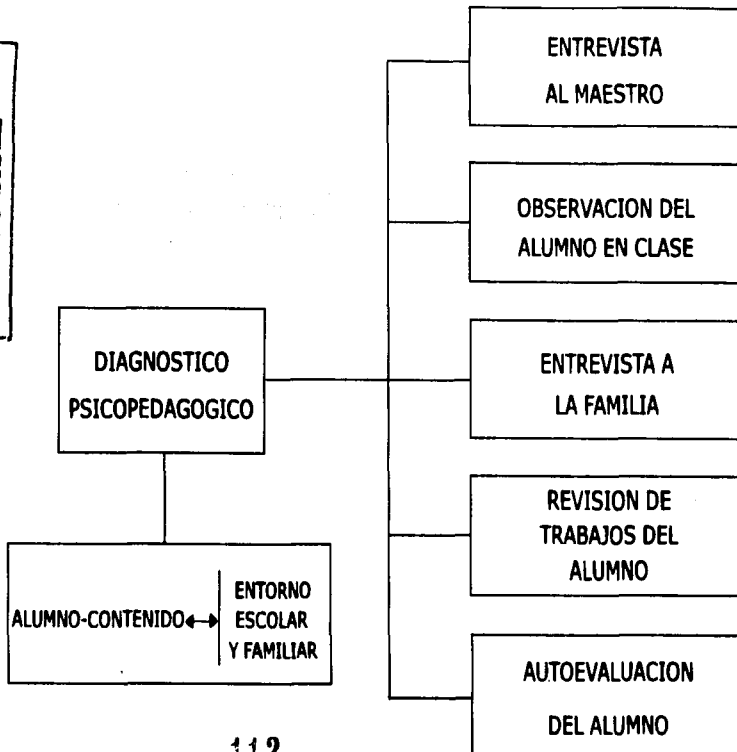 ENTREVISTA
AL MAESTRO
OBSERVACION DEL
ALUMNO EN CLASE
DIAGNOSTICO
PSICOPEDAGOGICO
ENTREVISTA A
LA FAMILIA
REVISION DE
TRABAJOS DEL
ALUMNO
ALUMNO-CONTENIDO
ENTORNO
ESCOLAR
Y FAMILIAR
AUTOEVALUACION
DEL ALUMNO
112